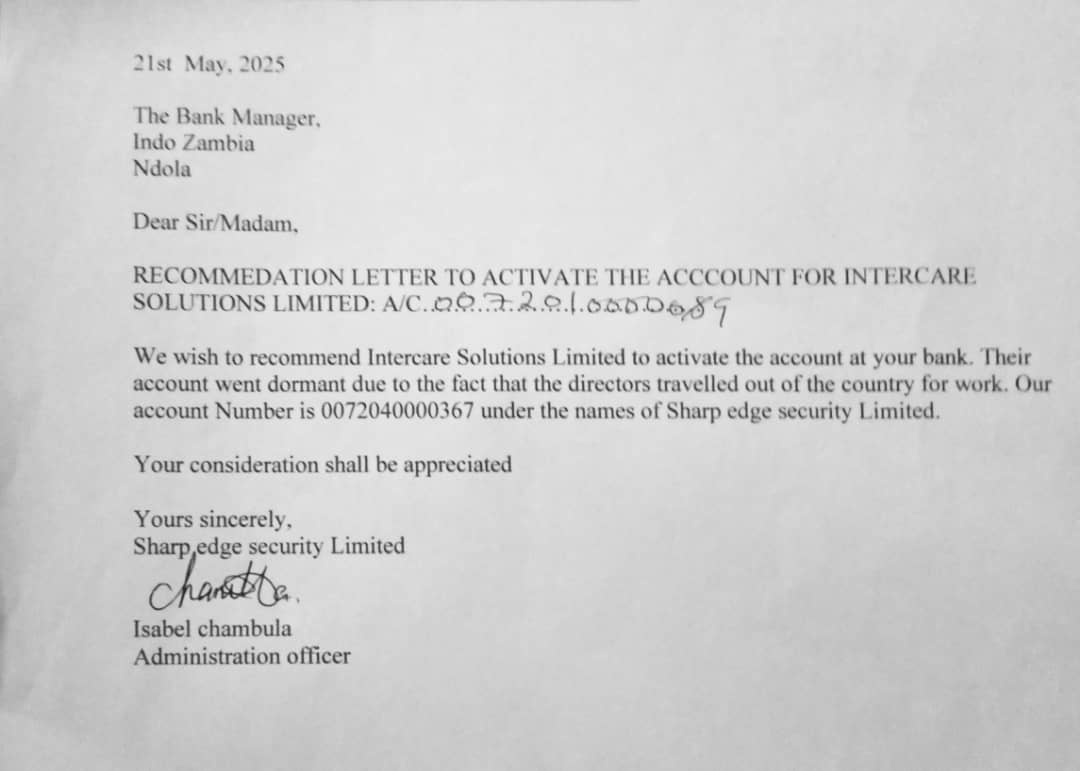 21st May, 2025
The Bank Manager,
Indo Zambia
Ndola
Dear Sir/Madam,
RECOMMEDATION LETTER TO ACTIVATE THE ACCCOUNT FOR INTERCARE
SOLUTIONS LIMITED: A/C..0072010000089
We wish to recommend Intercare Solutions Limited to activate the account at your bank. Their
account went dormant due to the fact that the directors travelled out of the country for work. Our
account Number is 0072040000367 under the names of Sharp edge security Limited.
Your consideration shall be appreciated
Yours sincerely,
Sharp edge security Limited
Isabel chambula
Administration officer